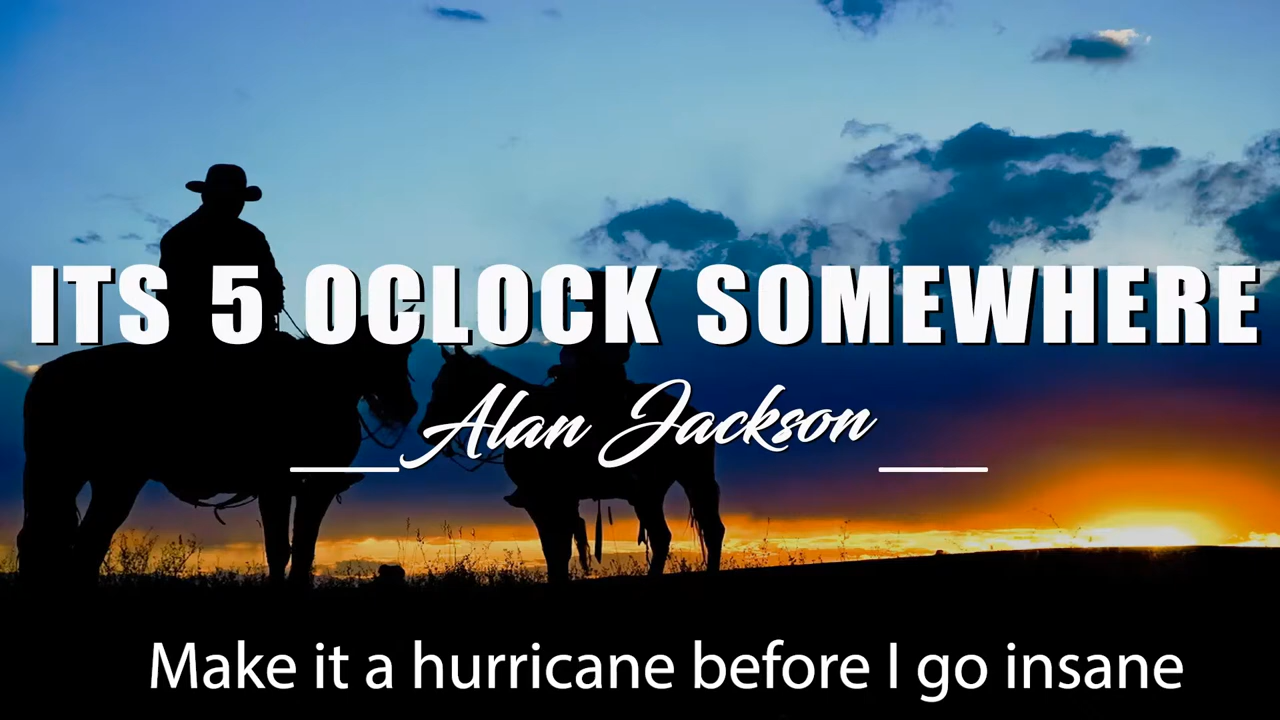 ITS 5 OCLOCK SOMEWHERE
Alan Jackson
Make it a hurricane before I go insane